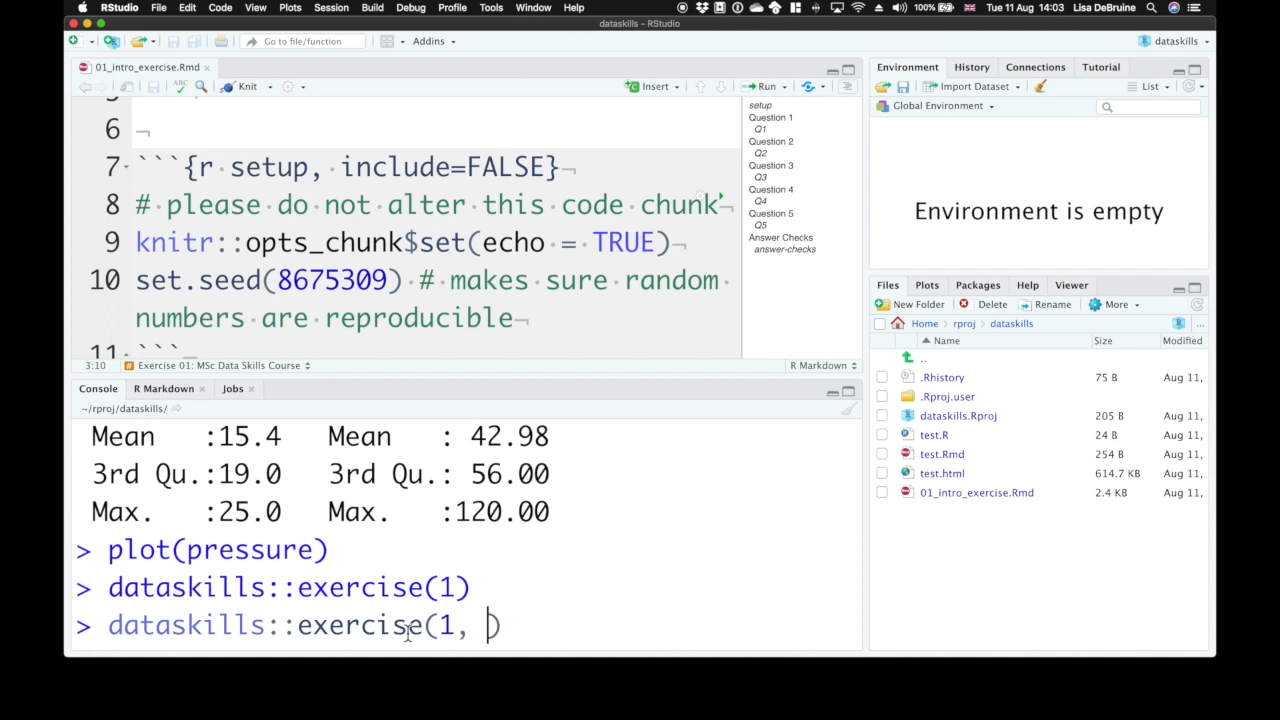 RStudio File Edit Code View Plots Session Build Debug Profile Tools Window Help 100% Tue 11 Aug 14:03 Lisa DeBruine
dataskills - RStudio
Go to file/function Addins dataskills
01_intro_exercise.Rmd
ABC Knit Insert Run
6 ¬
7 ```{r·setup,·include=FALSE}¬
8 #·please·do·not·alter·this·code·chunk¬
9 knitr::opts_chunk$set(echo·=·TRUE)¬
10 set.seed(8675309)·#·makes·sure·random·
numbers·are·reproducible¬
11 ```
setup
Question 1
Q1
Question 2
Q2
Question 3
Q3
Question 4
Q4
Question 5
Q5
Answer Checks
answer-checks
3:10 Exercise 01: MSc Data Skills Course R Markdown
Console R Markdown Jobs
~/rproj/dataskills/
Mean :15.4 Mean : 42.98
3rd Qu.:19.0 3rd Qu.: 56.00
Max. :25.0 Max. :120.00
> plot(pressure)
> dataskills::exercise(1)
> dataskills::exercise(1, )
Environment History Connections Tutorial
Import Dataset List
Global Environment
Environment is empty
Files Plots Packages Help Viewer
New Folder Delete Rename More
Home rproj dataskills ...
Name Size Modified
..
.Rhistory 75 B Aug 11,
.Rproj.user
dataskills.Rproj 205 B Aug 11,
test.R 24 B Aug 11,
test.Rmd 254 B Aug 11,
test.html 614.7 KB Aug 11,
01_intro_exercise.Rmd 2.4 KB Aug 11,